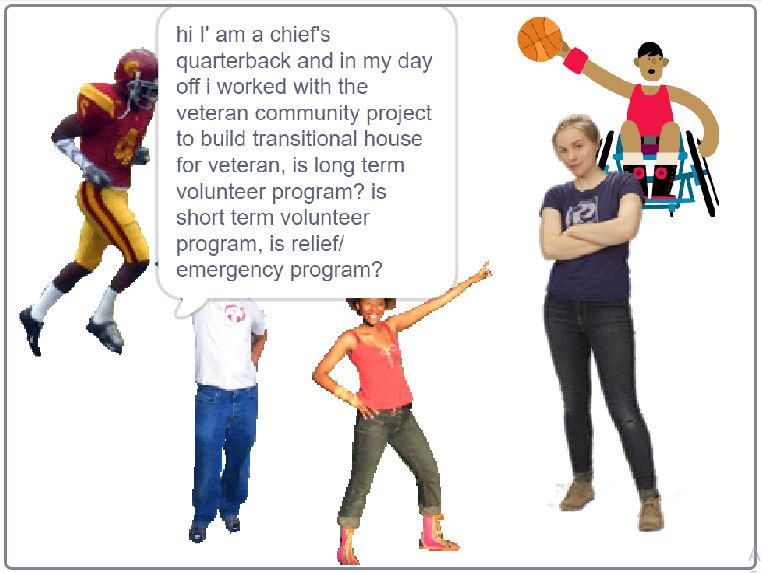 hi I' am a chief's
quarterback and in my day
off i worked with the
veteran community project
to build transitional house
for veteran, is long term
volunteer program? is
short term volunteer
program, is relief/
emergency program?
4